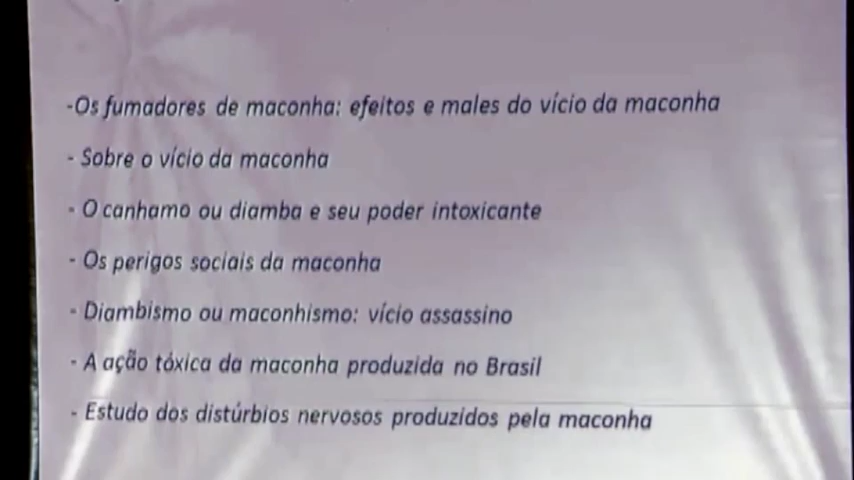 -Os fumadores de maconha: efeitos e males do vício da maconha
- Sobre o vício da maconha
- O canhamo ou diamba e seu poder intoxicante
- Os perigos sociais da maconha
- Diambismo ou maconhismo: vício assassino
- A ação tóxica da maconha produzida no Brasil
- Estudo dos distúrbios nervosos produzidos pela maconha